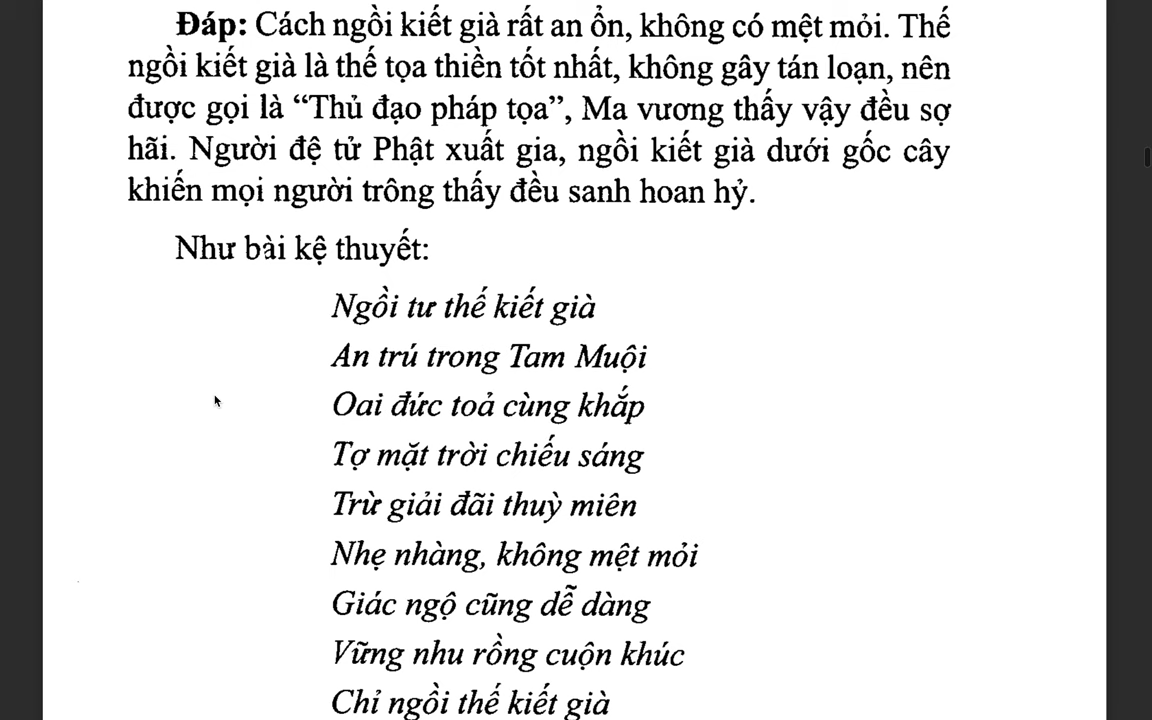 Đáp: Cách ngồi kiết già rất an ổn, không có mệt mỏi. Thế
ngồi kiết già là thế tọa thiền tốt nhất, không gây tán loạn, nên
được gọi là “Thủ đạo pháp tọa”, Ma vương thấy vậy đều sợ
hãi. Người đệ tử Phật xuất gia, ngồi kiết già dưới gốc cây
khiến mọi người trông thấy đều sanh hoan hỷ.
Như bài kệ thuyết:
Ngồi tư thế kiết già
An trú trong Tam Muội
Oai đức toả cùng khắp
Tợ mặt trời chiếu sáng
Trừ giải đãi thuỳ miên
Nhẹ nhàng, không mệt mỏi
Giác ngộ cũng dễ dàng
Vững nhu rồng cuộn khúc
Chỉ ngồi thế kiết già